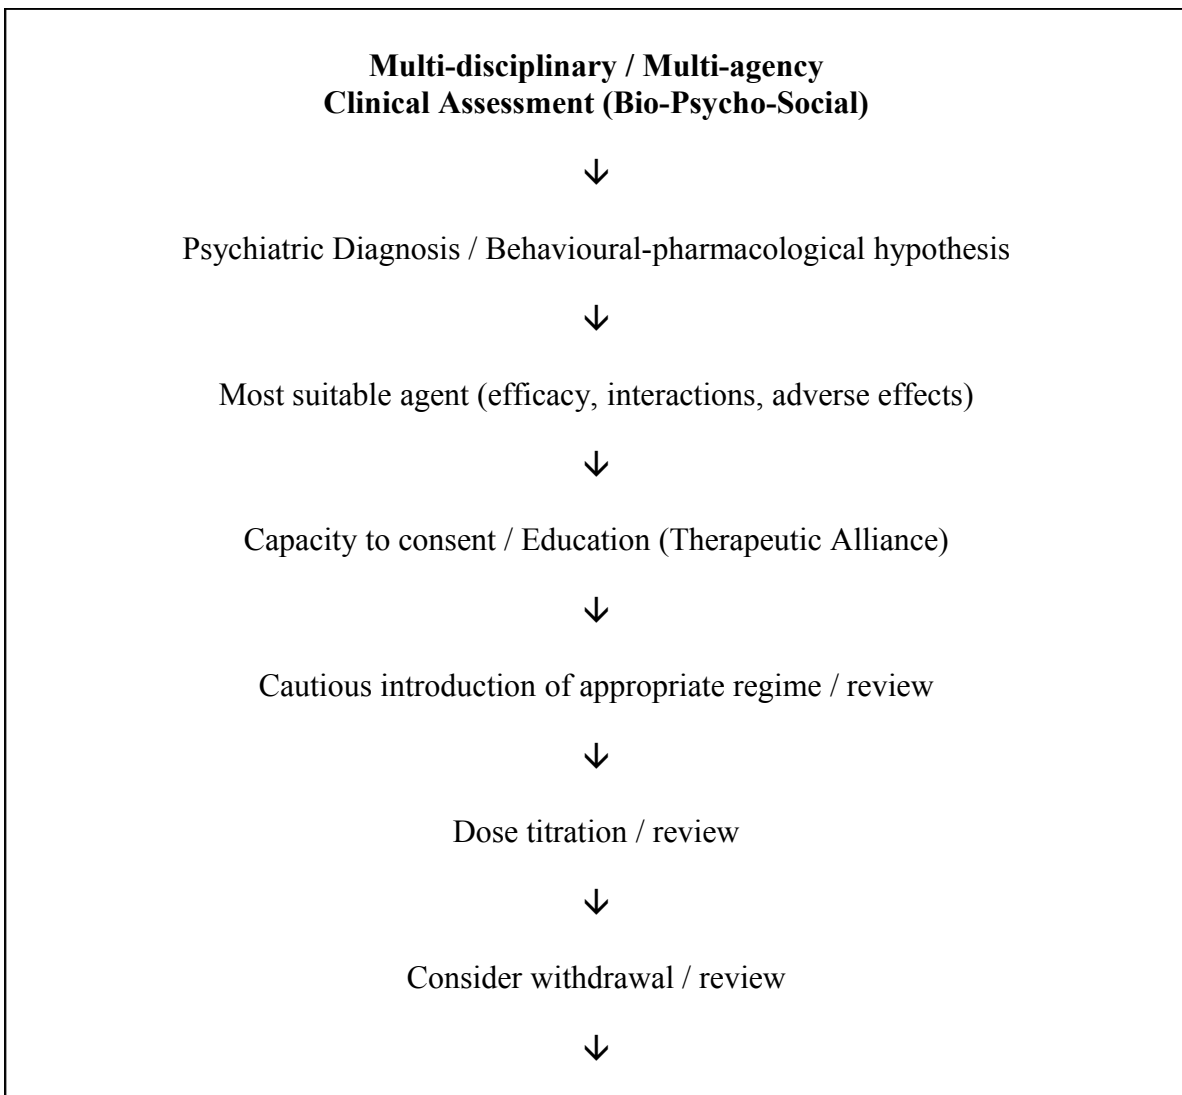 Multi-disciplinary / Multi-agency
Clinical Assessment (Bio-Psycho-Social)
↓
Psychiatric Diagnosis / Behavioural-pharmacological hypothesis
↓
Most suitable agent (efficacy, interactions, adverse effects)
↓
Capacity to consent / Education (Therapeutic Alliance)
↓
Cautious introduction of appropriate regime / review
↓
Dose titration / review
↓
Consider withdrawal / review
↓